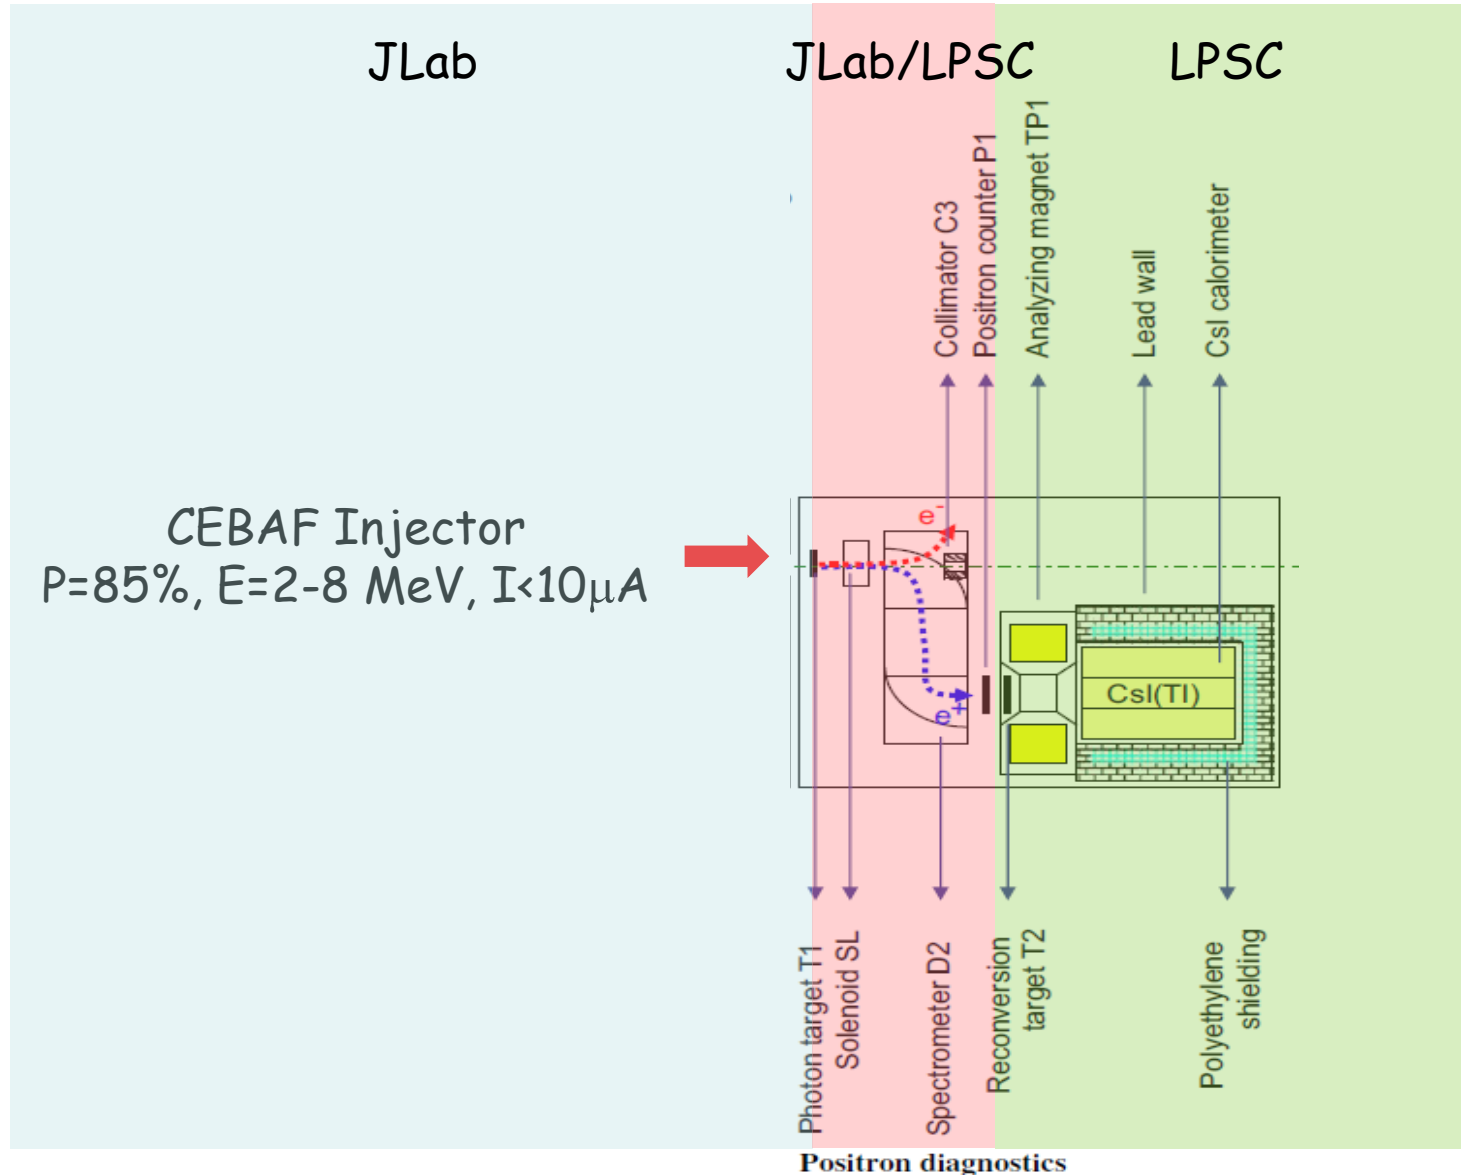 JLab
JLab/LPSC
LPSC
Collimator C3
Positron counter P1
Analyzing magnet TP1
Lead wall
CsI calorimeter
CEBAF Injector
P=85%, E=2-8 MeV, I<10μA
e-
e+
CsI(Tl)
Photon target T1
Solenoid SL
Spectrometer D2
Reconversion
target T2
Polyethylene
shielding
Positron diagnostics